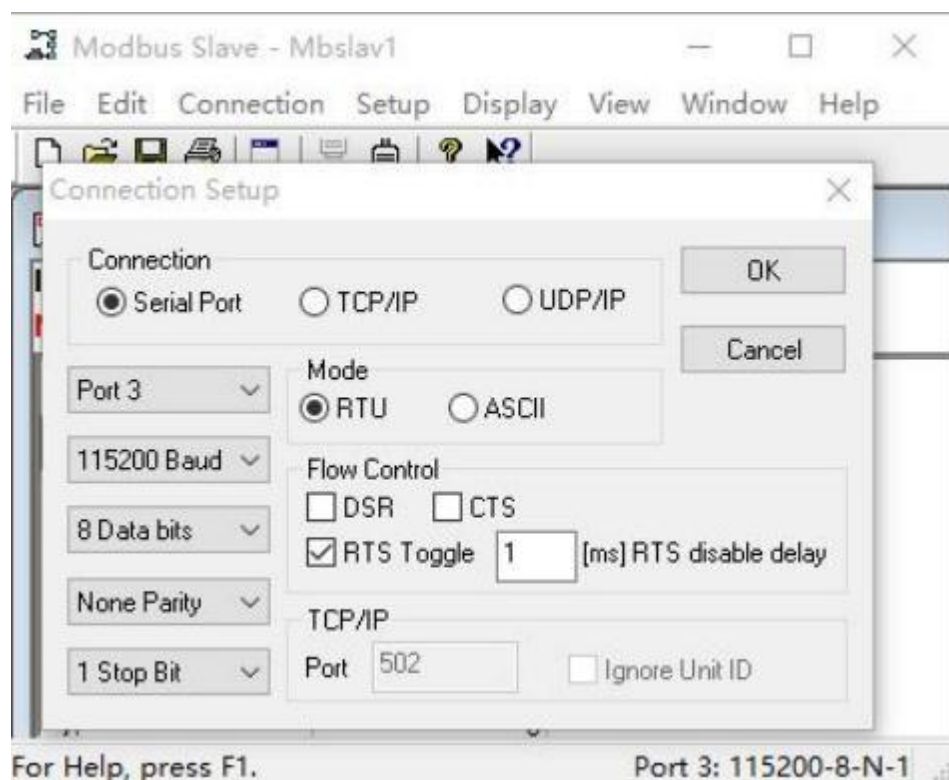 Modbus Slave - Mbslav1
File Edit Connection Setup Display View Window Help
Connection Setup
Connection
Serial Port TCP/IP UDP/IP
OK
Cancel
Port 3
Mode
RTU ASCII
115200 Baud
Flow Control
DSR CTS
8 Data bits
RTS Toggle 1 [ms] RTS disable delay
None Parity
TCP/IP
1 Stop Bit
Port 502 Ignore Unit ID
For Help, press F1.
Port 3: 115200-8-N-1